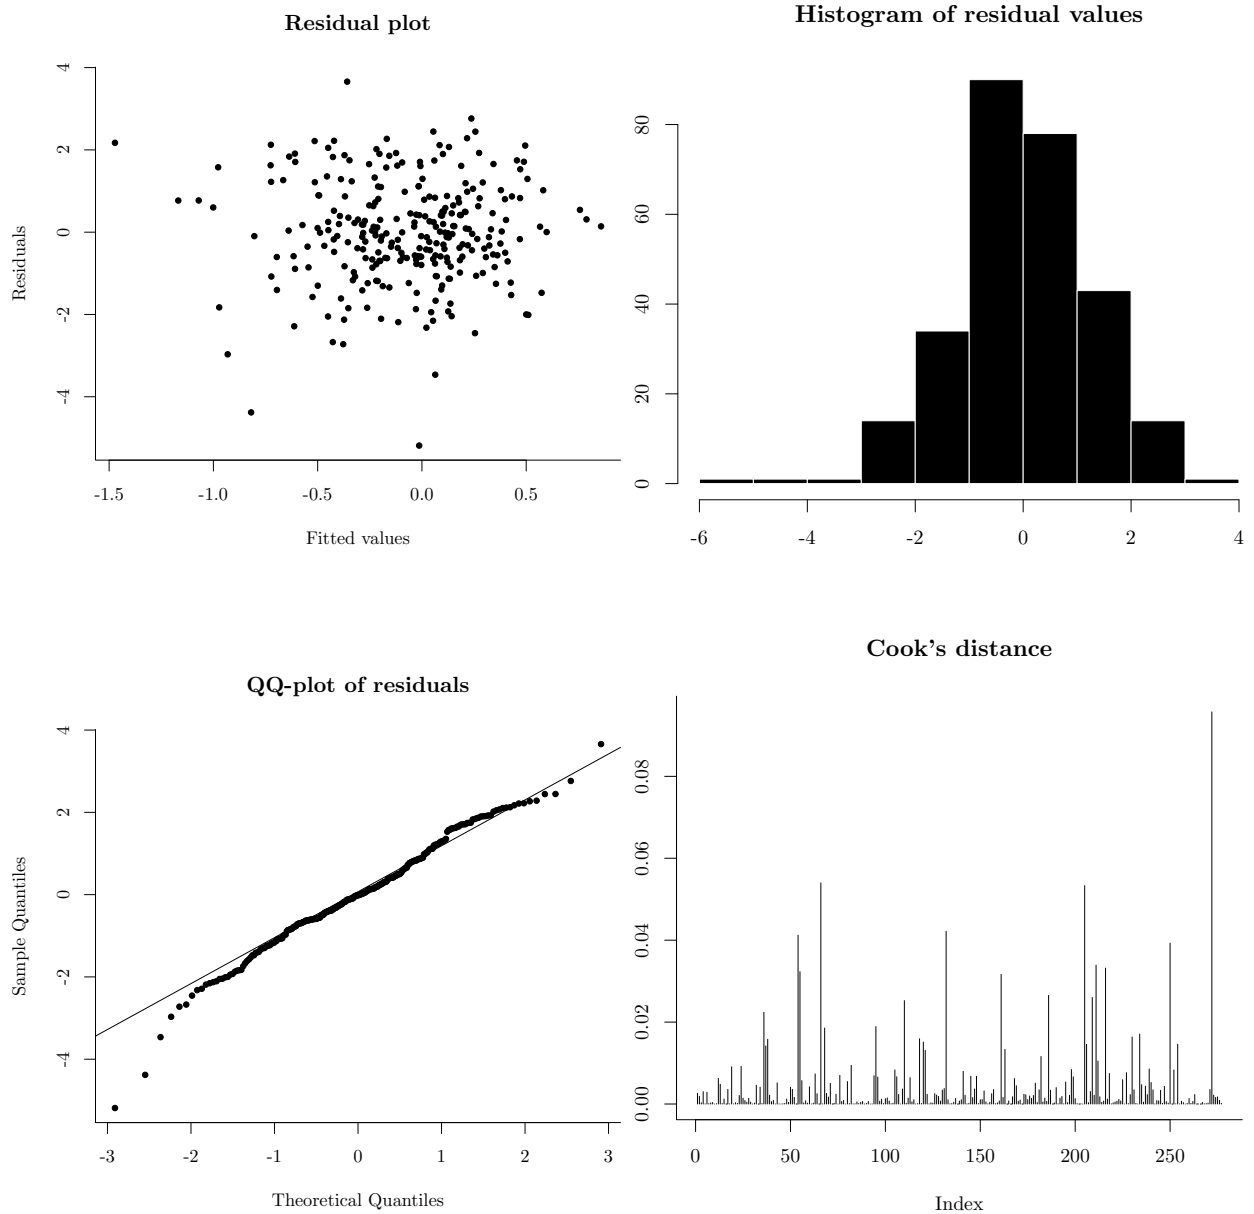 Residual plot
4
2
0
-2
-4
Residuals
-1.5 -1.0 -0.5 0.0 0.5
Fitted values
Histogram of residual values
80
60
40
20
0
-6 -4 -2 0 2 4
QQ-plot of residuals
4
2
0
-2
-4
Sample Quantiles
-3 -2 -1 0 1 2 3
Theoretical Quantiles
Cook's distance
0.08
0.06
0.04
0.02
0.00
0 50 100 150 200 250
Index